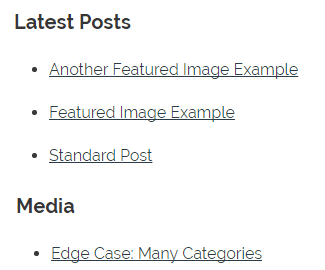 Latest Posts
Another Featured Image Example
Featured Image Example
Standard Post
Media
Edge Case: Many Categories